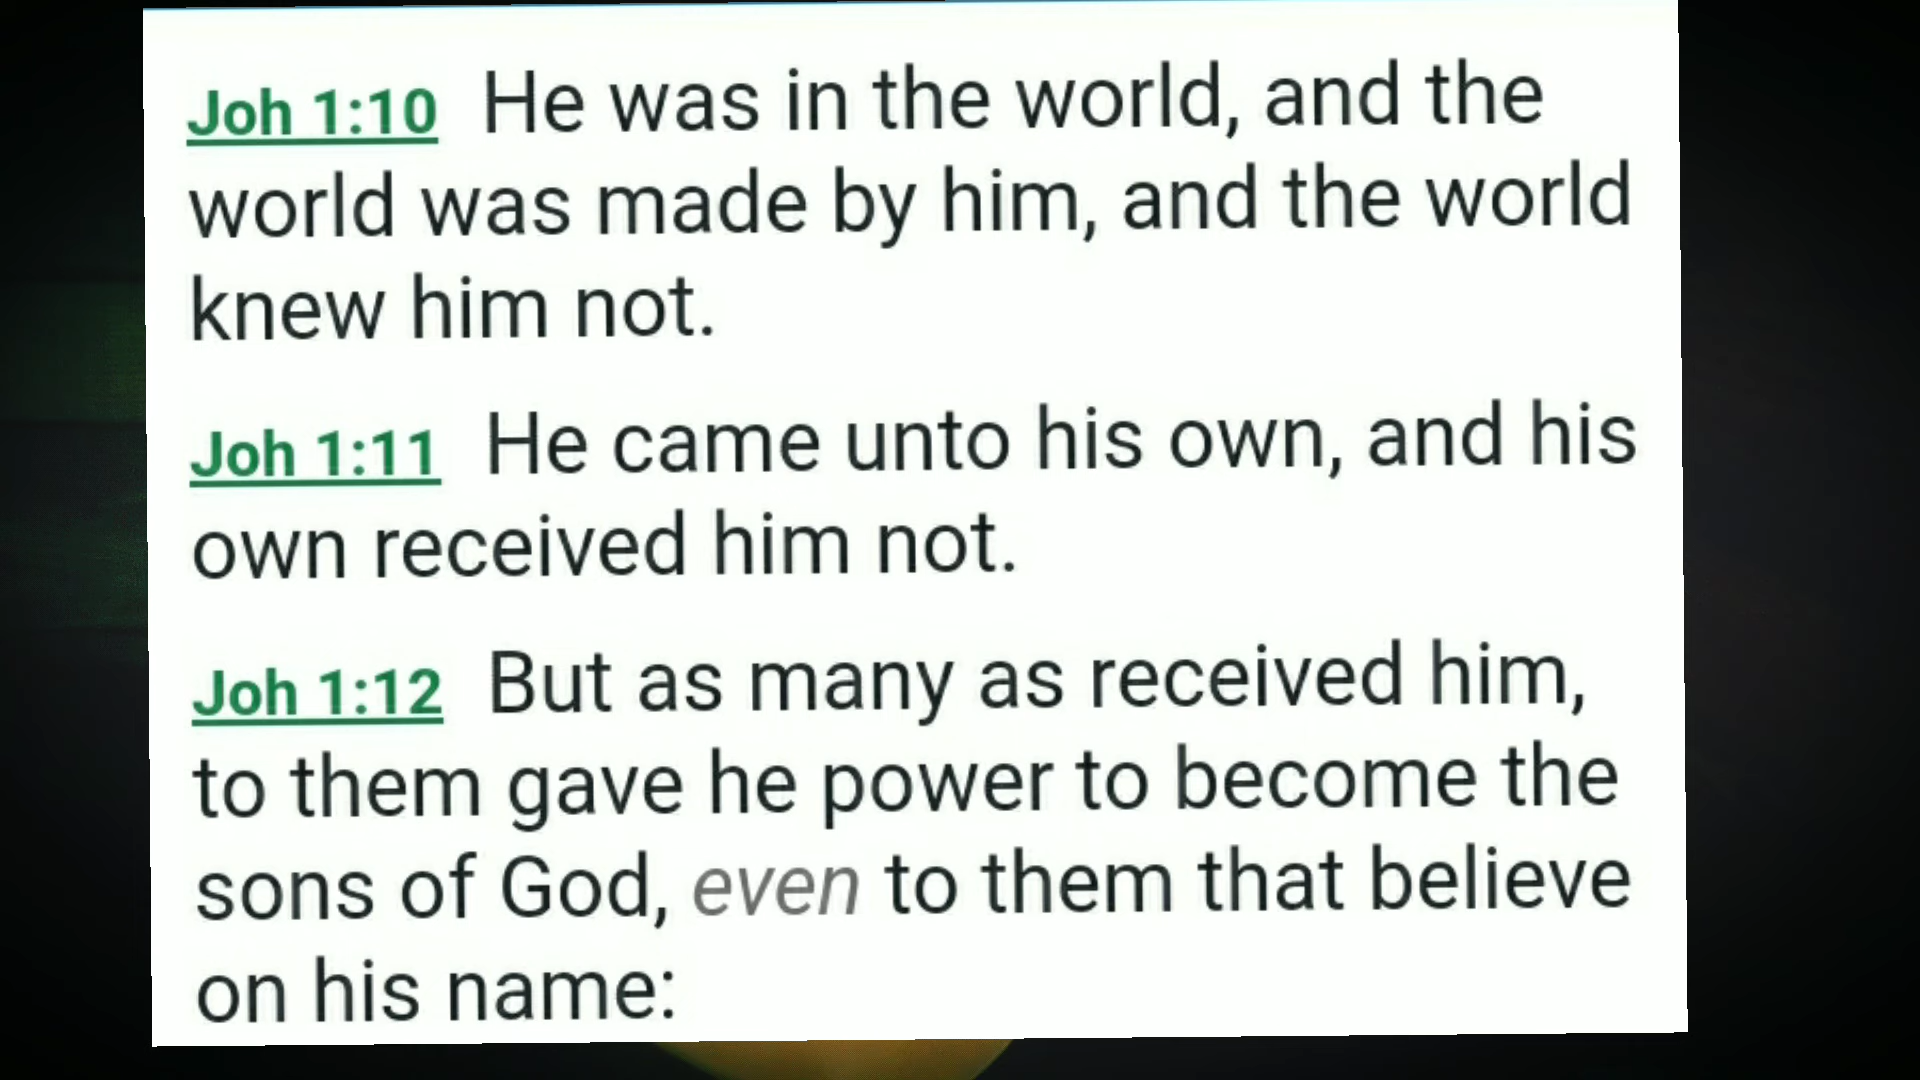 Joh 1:10 He was in the world, and the
world was made by him, and the world
knew him not.
Joh 1:11 He came unto his own, and his
own received him not.
Joh 1:12 But as many as received him,
to them gave he power to become the
sons of God, even to them that believe
on his name: